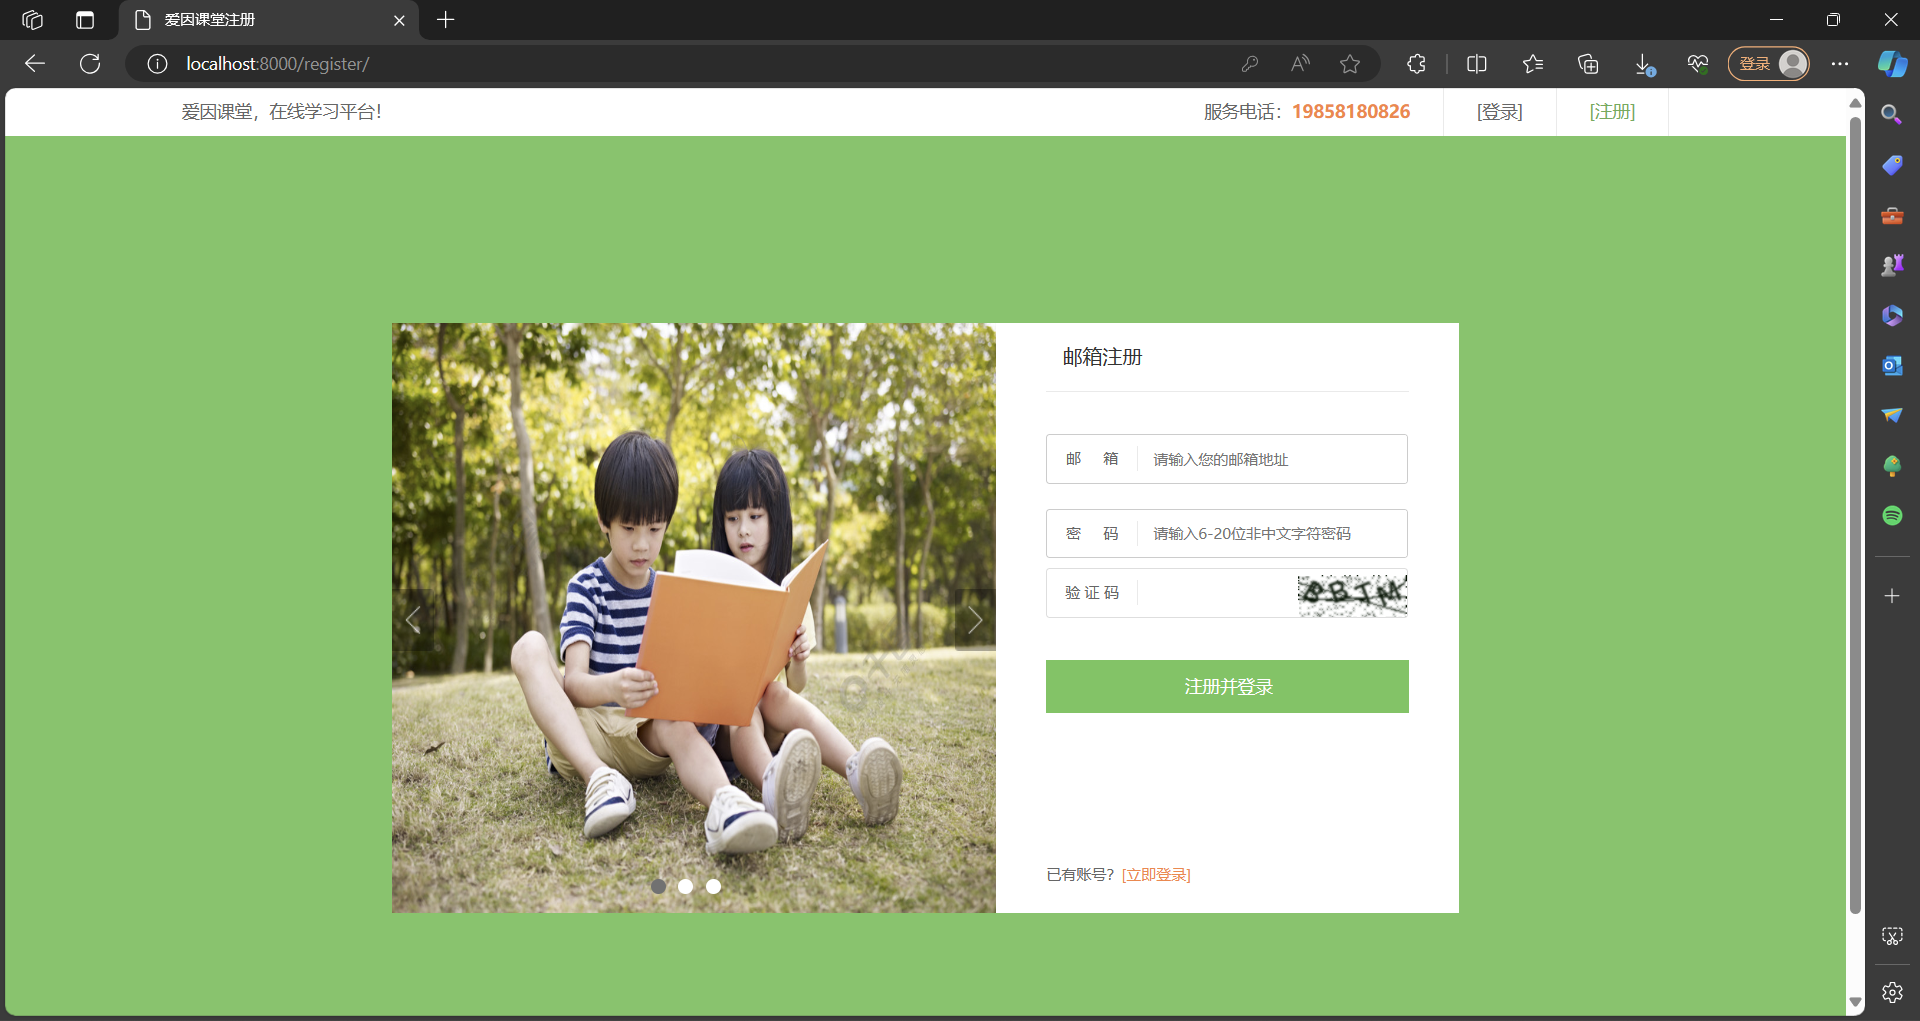 爱因课堂注册
localhost:8000/register/
登录
爱因课堂，在线学习平台！
服务电话：19858180826
[登录]
[注册]
邮箱注册
邮 箱 请输入您的邮箱地址
密 码 请输入6-20位非中文字符密码
验 证 码
注册并登录
已有账号？ [立即登录]